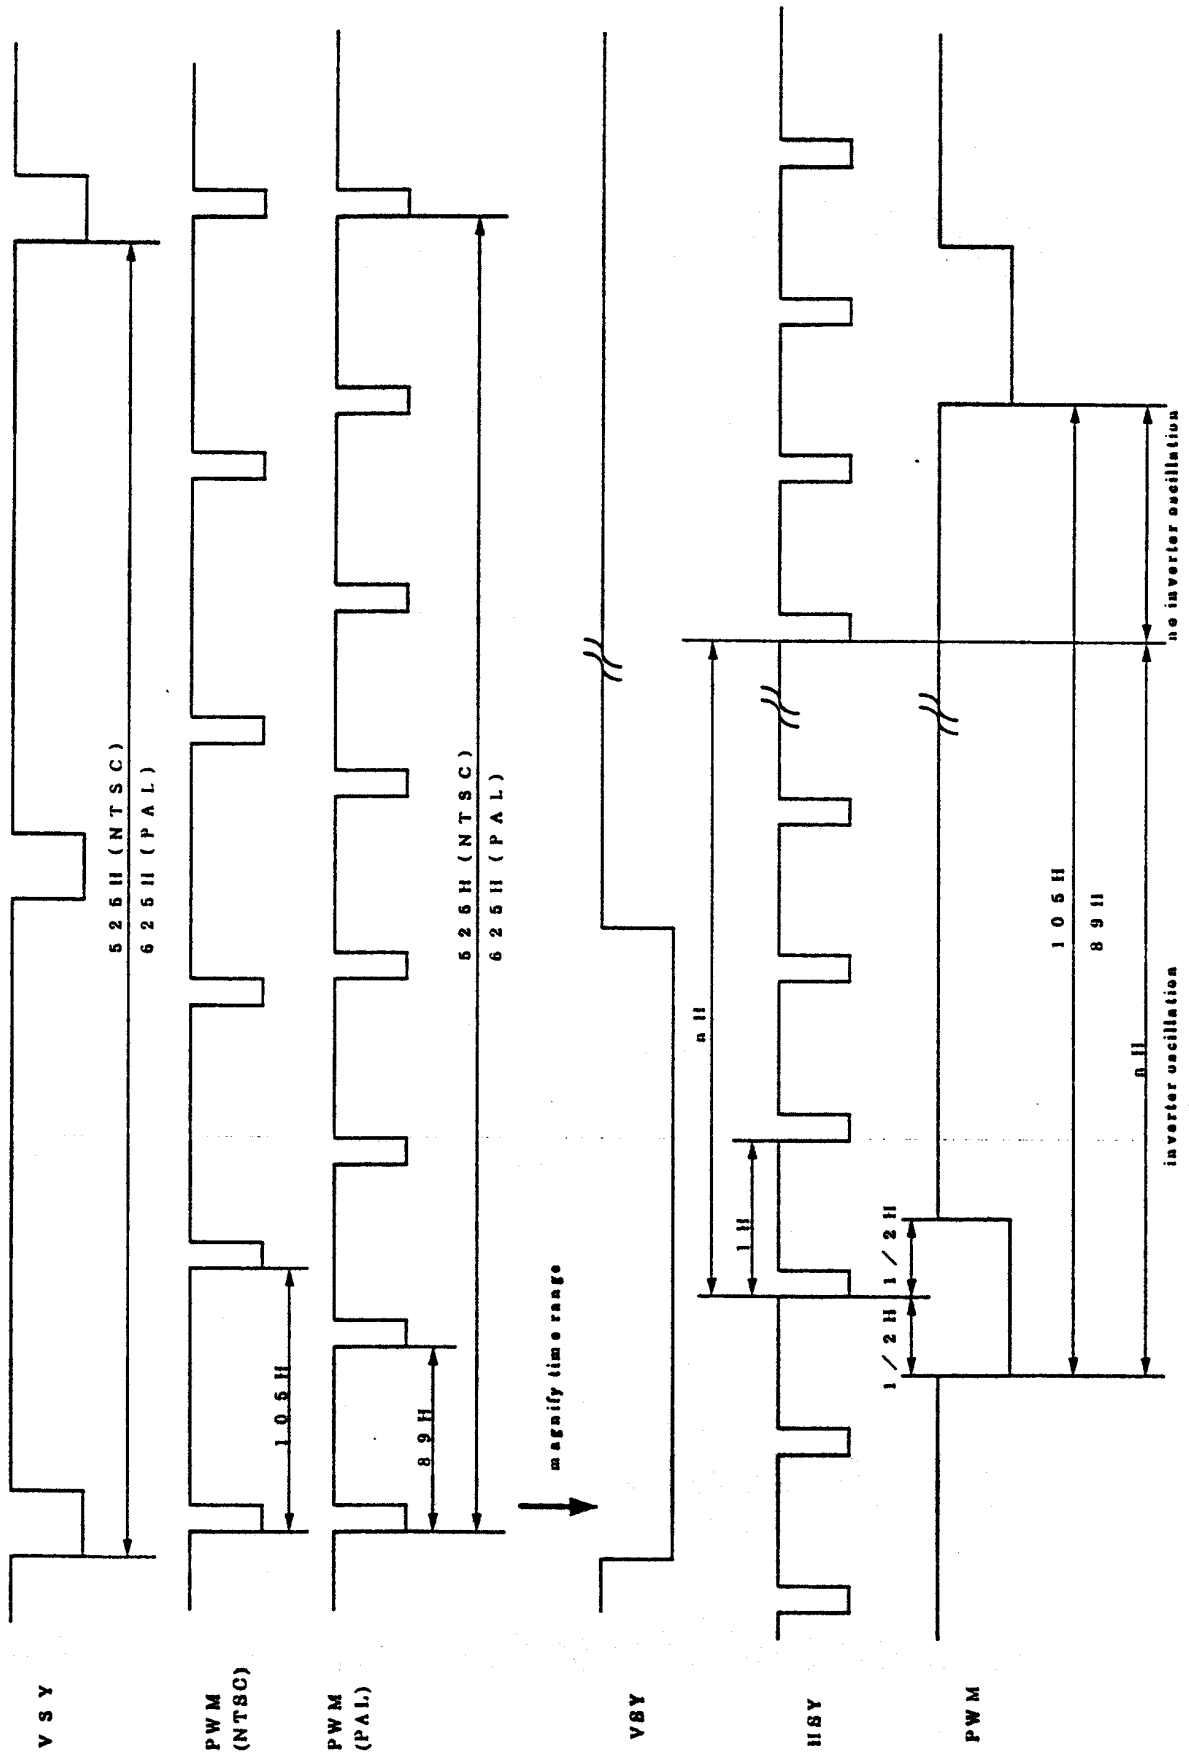 VSY
525H (NTSC)
625H (PAL)
PWM
(NTSC)
105H
PWM
(PAL)
89H
525H (NTSC)
625H (PAL)
magnify time range
VSY
nH
HSY
1H
1/2H 1/2H
PWM
105H
89H
nH
inverter oscillation
no inverter oscillation